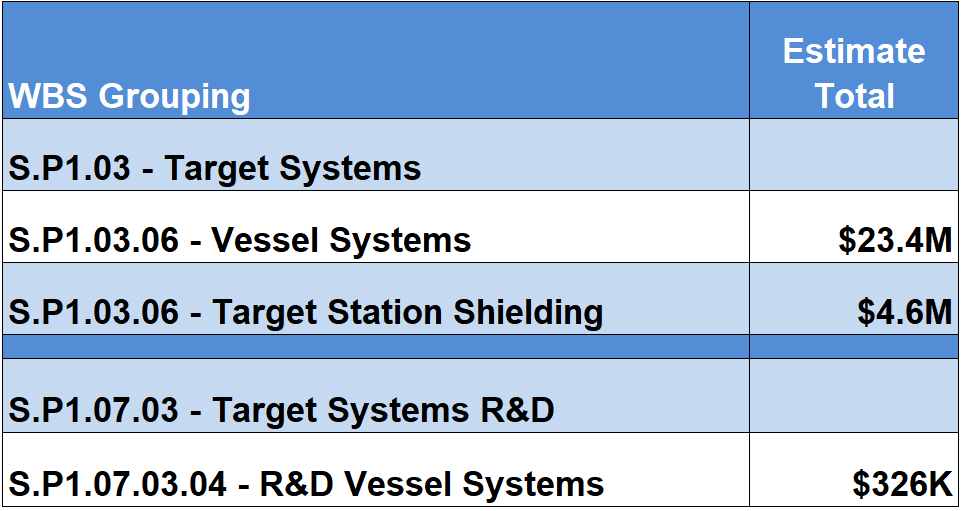 WBS Grouping
Estimate
Total
S.P1.03 - Target Systems
S.P1.03.06 - Vessel Systems $23.4M
S.P1.03.06 - Target Station Shielding $4.6M
S.P1.07.03 - Target Systems R&D
S.P1.07.03.04 - R&D Vessel Systems $326K